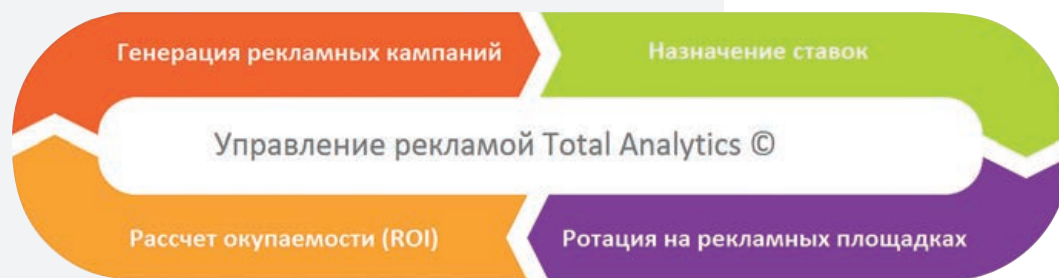 Генерация рекламных кампаний
Назначение ставок
Управление рекламой Total Analytics ©
Рассчет окупаемости (ROI)
Ротация на рекламных площадках